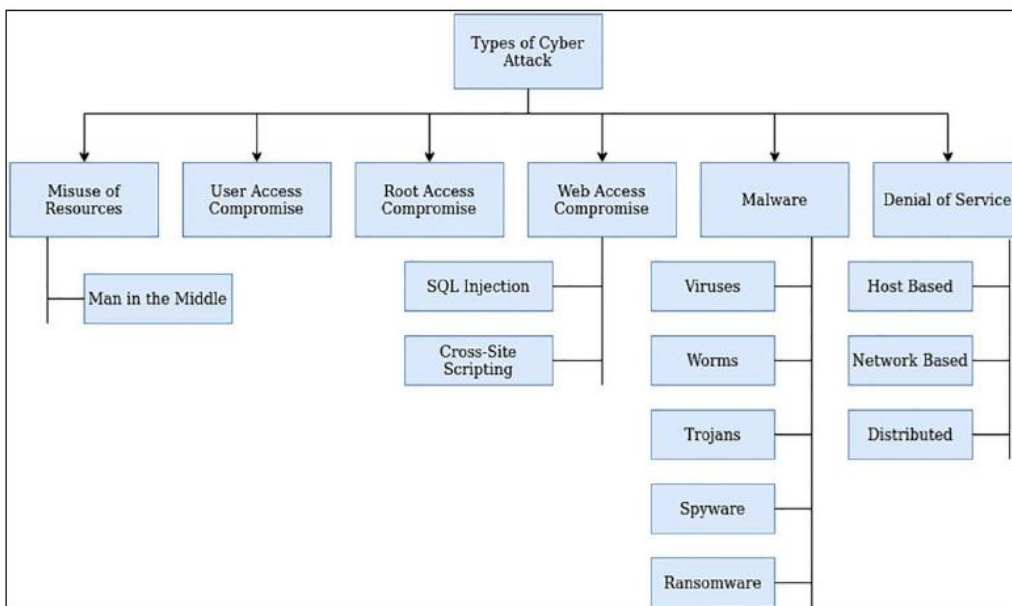 Types of Cyber
Attack
Misuse of
Resources
User Access
Compromise
Root Access
Compromise
Web Access
Compromise
Malware
Denial of Service
Man in the Middle
SQL Injection
Cross-Site
Scripting
Viruses
Worms
Trojans
Spyware
Ransomware
Host Based
Network Based
Distributed